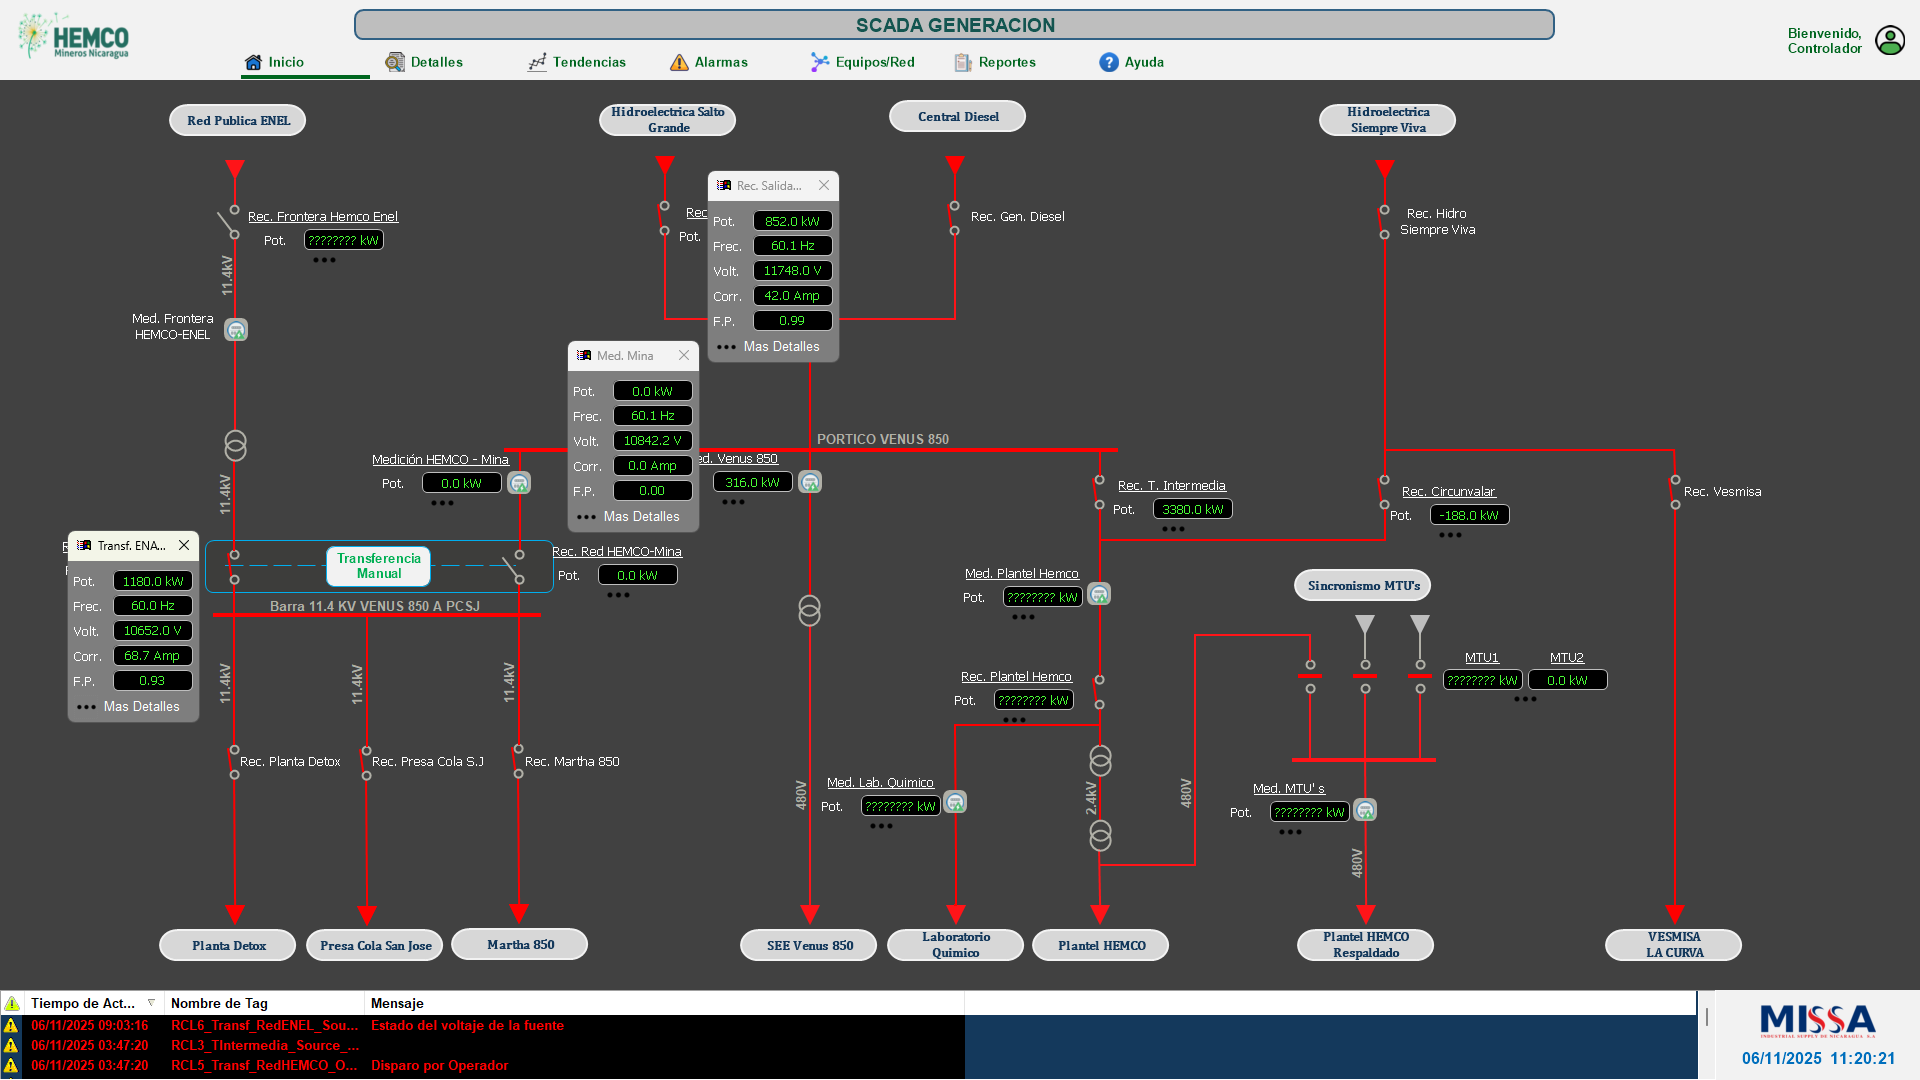 HEMCO
Mineros Nicaragua
SCADA GENERACION
Bienvenido,
Controlador
Inicio
Detalles
Tendencias
Alarmas
Equipos/Red
Reportes
Ayuda
Red Publica ENEL
Hidroelectrica Salto
Grande
Central Diesel
Hidroelectrica
Siempre Viva
Rec. Frontera Hemco Enel
Pot. ???????? kW
11.4kV
Med. Frontera
HEMCO-ENEL
Rec
Pot.
Rec. Salida...
Pot. 852.0 kW
Frec. 60.1 Hz
Volt. 11748.0 V
Corr. 42.0 Amp
F.P. 0.99
Mas Detalles
Rec. Gen. Diesel
Rec. Hidro
Siempre Viva
Med. Mina
Pot. 0.0 kW
Frec. 60.1 Hz
Volt. 10842.2 V
Corr. 0.0 Amp
F.P. 0.00
Mas Detalles
PORTICO VENUS 850
Medición HEMCO - Mina
Pot. 0.0 kW
ed. Venus 850
316.0 kW
11.4kV
Rec. T. Intermedia
Pot. 3380.0 kW
Rec. Circunvalar
Pot. -188.0 kW
Rec. Vesmisa
Transf. ENA...
Pot. 1180.0 kW
Frec. 60.0 Hz
Volt. 10652.0 V
Corr. 68.7 Amp
F.P. 0.93
Mas Detalles
Transferencia
Manual
Rec. Red HEMCO-Mina
Pot. 0.0 kW
Barra 11.4 KV VENUS 850 A PCSJ
11.4kV
11.4kV
11.4kV
Med. Plantel Hemco
Pot. ???????? kW
Sincronismo MTU's
MTU1
MTU2
???????? kW
0.0 kW
Rec. Plantel Hemco
Pot. ???????? kW
Rec. Planta Detox
Rec. Presa Cola S.J
Rec. Martha 850
480V
Med. Lab. Quimico
Pot. ???????? kW
2.4kV
480V
Med. MTU' s
Pot. ???????? kW
480V
Planta Detox
Presa Cola San Jose
Martha 850
SEE Venus 850
Laboratorio
Quimico
Plantel HEMCO
Plantel HEMCO
Respaldado
VESMISA
LA CURVA
Tiempo de Act...
Nombre de Tag
Mensaje
06/11/2025 09:03:16 RCL6_Transf_RedENEL_Sou... Estado del voltaje de la fuente
06/11/2025 03:47:20 RCL3_TIntermedia_Source_...
06/11/2025 03:47:20 RCL5_Transf_RedHEMCO_O... Disparo por Operador
MISSA
INDUSTRIAL SUPPLY DE NICARAGUA S.A
06/11/2025 11:20:21